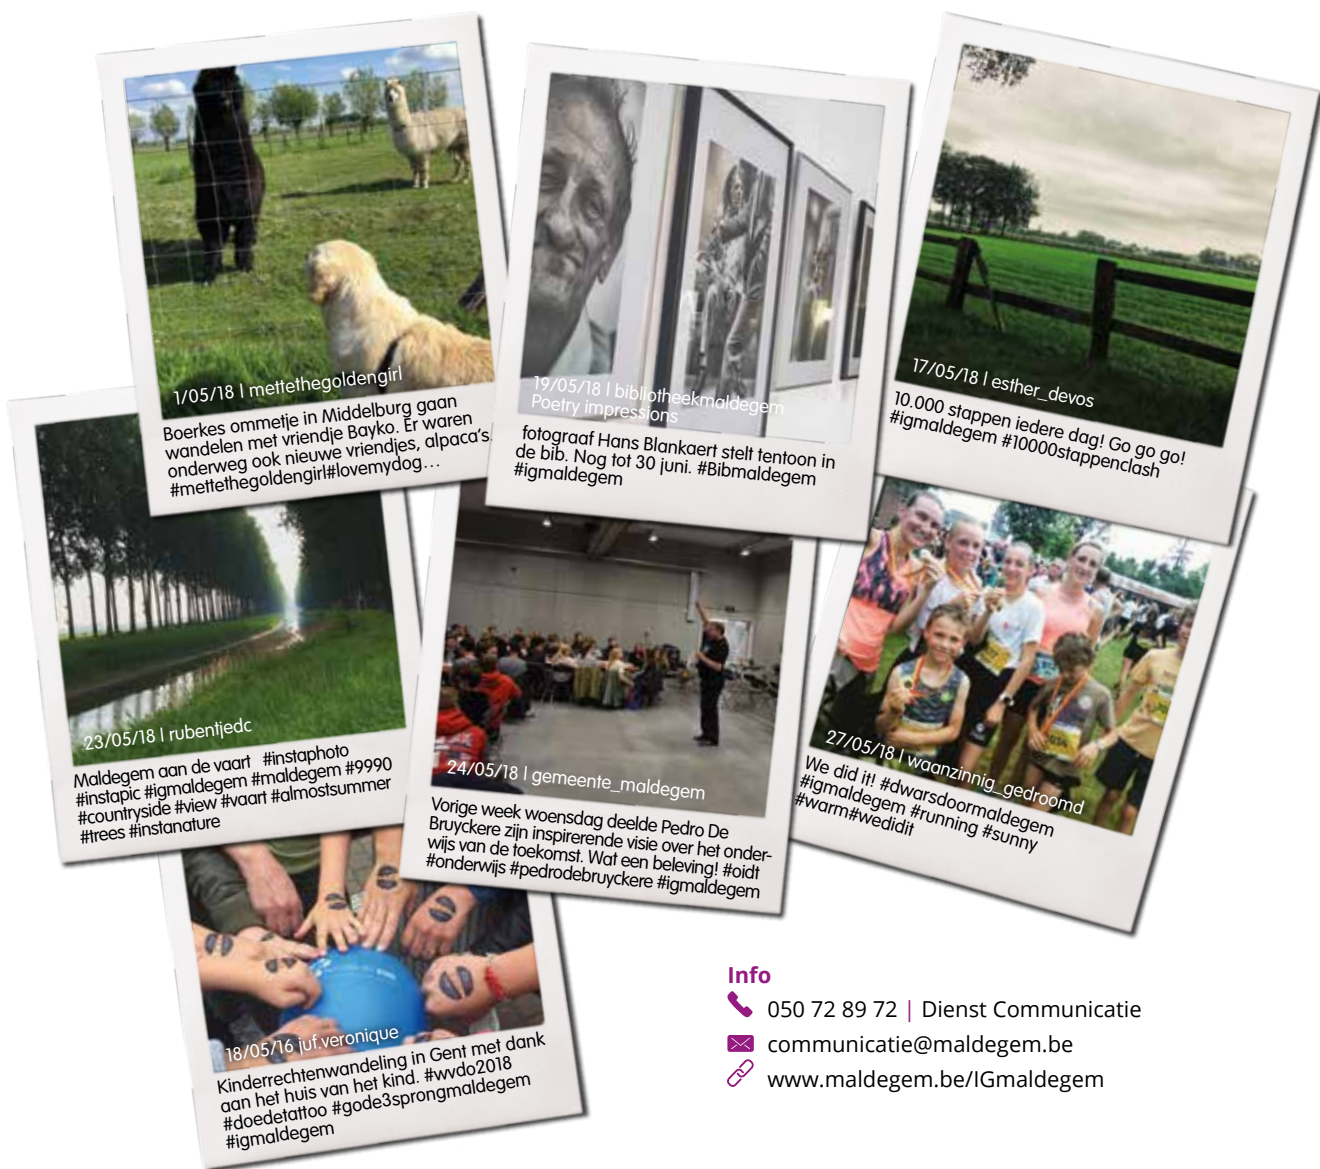 1/05/18 | mettethegoldengirl
Boerkes ommetje in Middelburg gaan
wandelen met vriendje Bayko. Er waren
onderweg ook nieuwe vriendjes, alpaca's.
#mettethegoldengirl#lovemydog...
19/05/18 | bibliotheekmaldegem
Poetry impressions
fotograaf Hans Blankaert stelt tentoon in
de bib. Nog tot 30 juni. #Bibmaldegem
#igmaldegem
17/05/18 | esther_devos
10.000 stappen iedere dag! Go go go!
#igmaldegem #10000stappenclash
23/05/18 | rubentjedc
Maldegem aan de vaart #instaphoto
#instapic #igmaldegem #maldegem #9990
#countryside #view #vaart #almostsummer
#trees #instanature
24/05/18 | gemeente_maldegem
Vorige week woensdag deelde Pedro De
Bruyckere zijn inspirerende visie over het onder-
wijs van de toekomst. Wat een beleving! #oidt
#onderwijs #pedrodebruyckere #igmaldegem
27/05/18 | waanzinnig_gedroomd
We did it! #dwarsdoormaldegem
#igmaldegem #running #sunny
#warm#wedidit
18/05/16 juf.veronique
Kinderrechtenwandeling in Gent met dank
aan het huis van het kind. #wvdo2018
#doedetattoo #gode3sprongmaldegem
#igmaldegem
Info
050 72 89 72 | Dienst Communicatie
communicatie@maldegem.be
www.maldegem.be/IGmaldegem